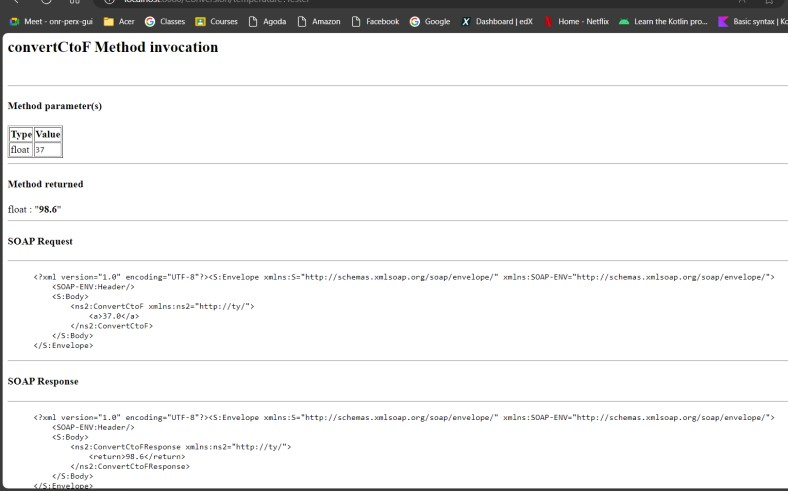 Meet - onr-perx-gui Acer Classes Courses Agoda Amazon Facebook Google Dashboard | edX Home - Netflix Learn the Kotlin pro... Basic syntax | Ko
convertCtoF Method invocation
Method parameter(s)
Type Value
float 37
Method returned
float : "98.6"
SOAP Request
<?xml version="1.0" encoding="UTF-8"?><S:Envelope xmlns:S="http://schemas.xmlsoap.org/soap/envelope/" xmlns:SOAP-ENV="http://schemas.xmlsoap.org/soap/envelope/">
<SOAP-ENV:Header/>
<S:Body>
<ns2:ConvertCtoF xmlns:ns2="http://ty/">
<a>37.0</a>
</ns2:ConvertCtoF>
</S:Body>
</S:Envelope>
SOAP Response
<?xml version="1.0" encoding="UTF-8"?><S:Envelope xmlns:S="http://schemas.xmlsoap.org/soap/envelope/" xmlns:SOAP-ENV="http://schemas.xmlsoap.org/soap/envelope/">
<SOAP-ENV:Header/>
<S:Body>
<ns2:ConvertCtoFResponse xmlns:ns2="http://ty/">
<return>98.6</return>
</ns2:ConvertCtoFResponse>
</S:Body>
</S:Envelope>